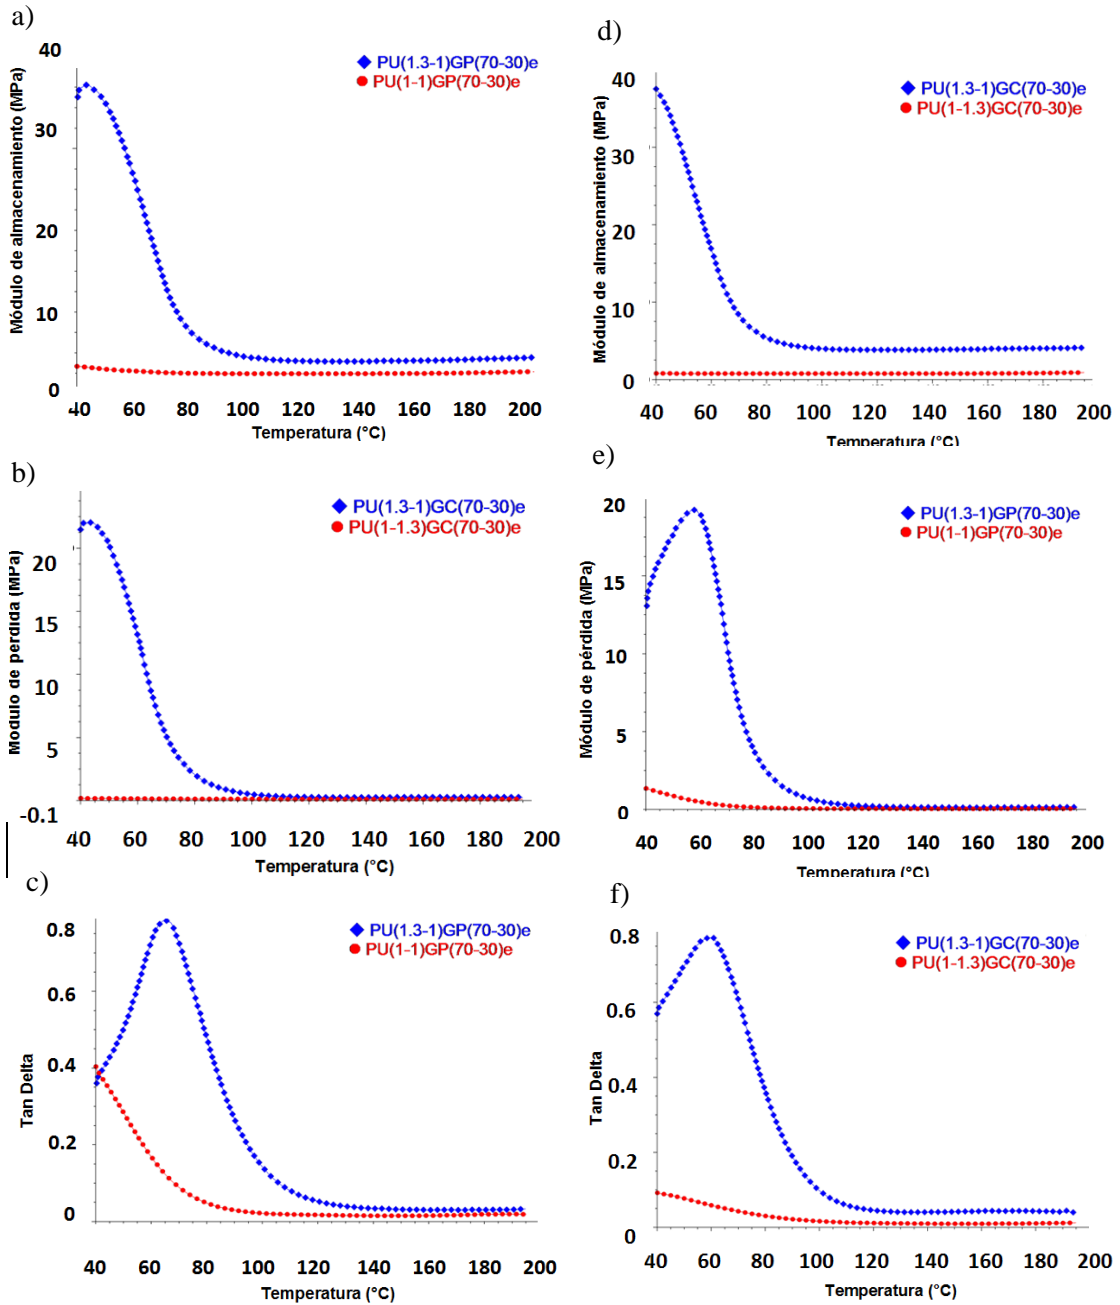 a)
40
30
20
10
0
Módulo de almacenamiento (MPa)
PU(1.3-1)GP(70-30)e
PU(1-1)GP(70-30)e
40 60 80 100 120 140 160 180 200
Temperatura (°C)
d)
40
30
20
10
0
Módulo de almacenamiento (MPa)
PU(1.3-1)GC(70-30)e
PU(1-1.3)GC(70-30)e
40 60 80 100 120 140 160 190 200
Temperatura (°C)
b)
20
15
10
5
-0.1
Modulo de perdida (MPa)
PU(1.3-1)GC(70-30)e
PU(1-1.3)GC(70-30)e
40 60 80 100 120 140 160 180 200
Temperatura (°C)
e)
20
15
10
5
0
Módulo de pérdida (MPa)
PU(1.3-1)GP(70-30)e
PU(1-1)GP(70-30)e
40 60 80 100 120 140 160 180 200
Temperatura (°C)
c)
0.8
0.6
0.4
0.2
0
Tan Delta
PU(1.3-1)GP(70-30)e
PU(1-1)GP(70-30)e
40 60 80 100 120 140 160 180 200
Temperatura (°C)
f)
0.8
0.6
0.4
0.2
0
Tan Delta
PU(1.3-1)GC(70-30)e
PU(1-1.3)GC(70-30)e
40 60 80 100 120 140 160 180 200
Temperatura (°C)